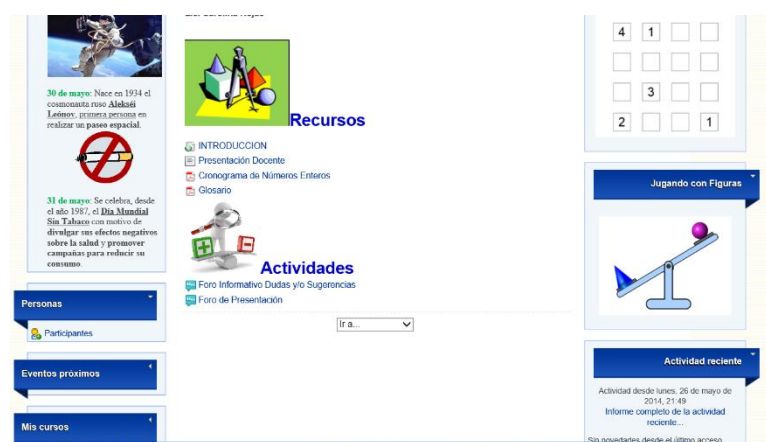 30 de mayo: Nace en 1934 el
cosmonauta ruso Alekséi
Leónov, primera persona en
realizar un paseo espacial.
31 de mayo: Se celebra, desde
el año 1987, el Día Mundial
Sin Tabaco con motivo de
divulgar sus efectos negativos
sobre la salud y promover
campañas para reducir su
consumo.
Personas
Participantes
Eventos próximos
Mis cursos
Recursos
INTRODUCCION
Presentación Docente
Cronograma de Números Enteros
Glosario
Actividades
Foro Informativo Dudas y/o Sugerencias
Foro de Presentación
Ir a...
4 1
3
2 1
Jugando con Figuras
Actividad reciente
Actividad desde lunes, 26 de mayo de
2014, 21:49
Informe completo de la actividad
reciente...
Sin novedades desde el último acceso